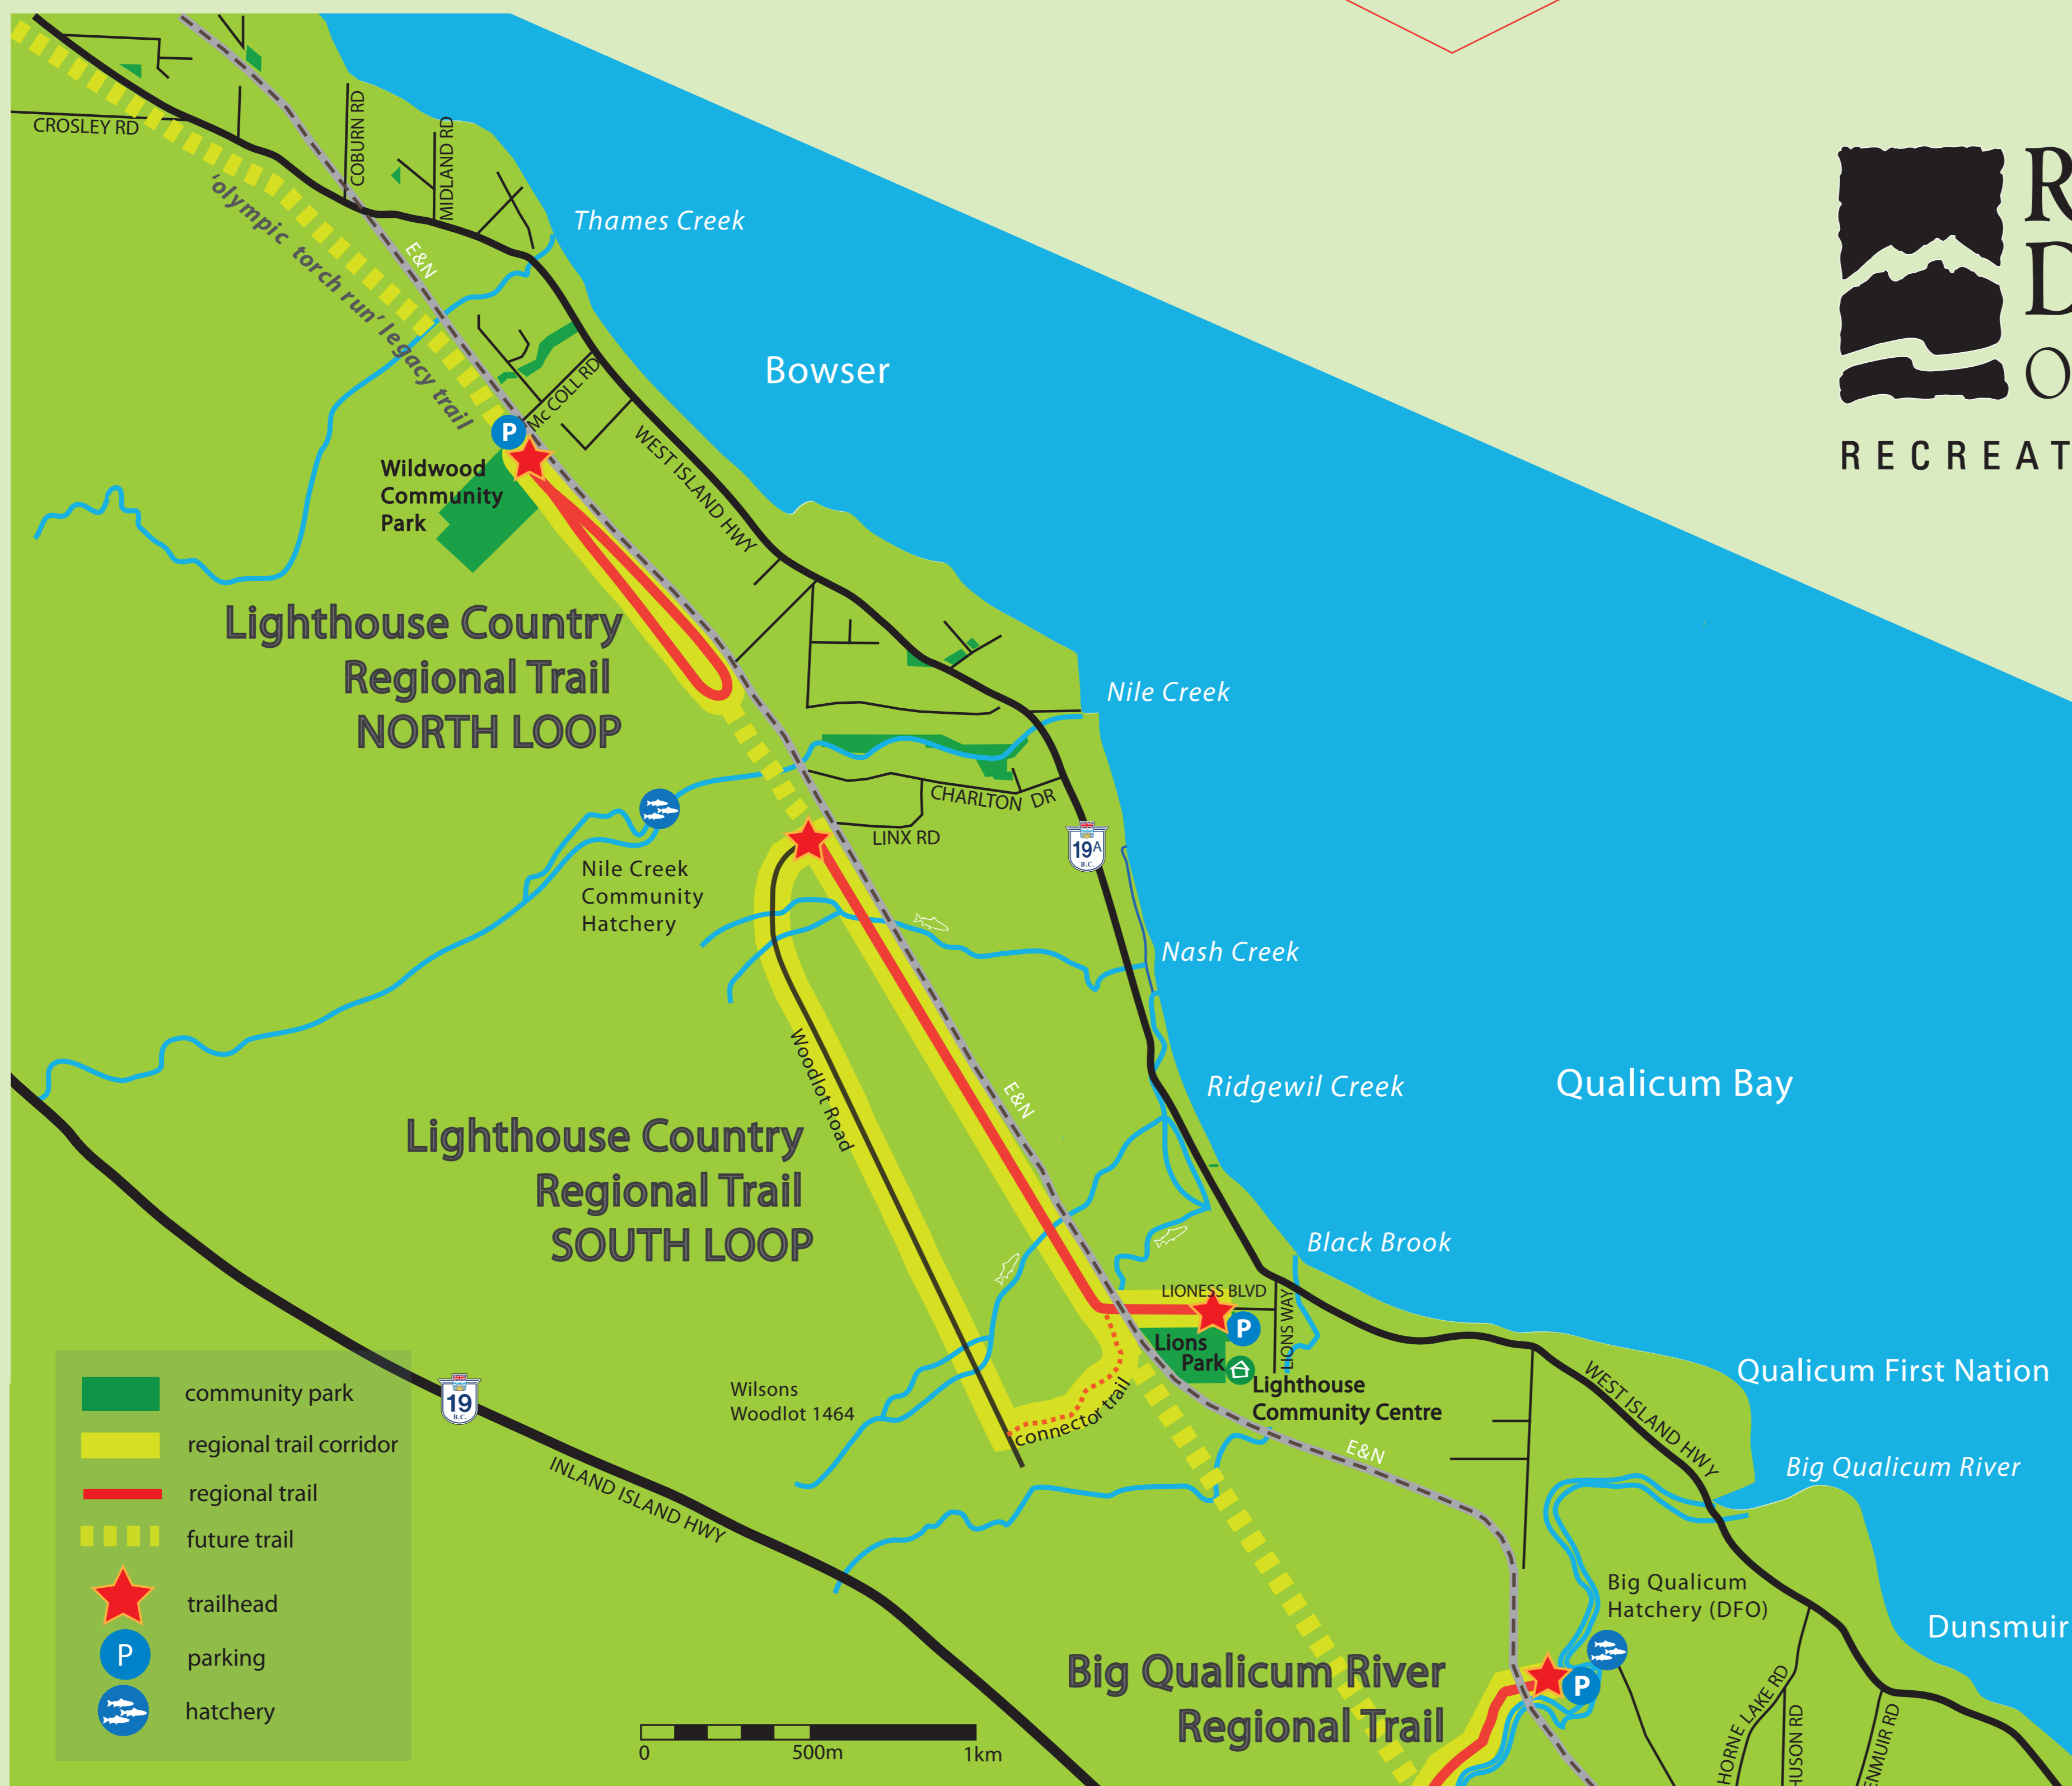 CROSLEY RD
COBURN RD
MIDLAND RD
'olympic torch run' legacy trail
E&N
Thames Creek
Bowser
R
D
O
RECREAT
Mc COLL RD
P
WEST ISLAND HWY
Wildwood
Community
Park
Lighthouse Country
Regional Trail
NORTH LOOP
Nile Creek
CHARLTON DR
LINX RD
19A
B.C.
Nile Creek
Community
Hatchery
Nash Creek
Woodlot Road
E&N
Ridgewil Creek
Qualicum Bay
Lighthouse Country
Regional Trail
SOUTH LOOP
Black Brook
LIONESS BLVD
LIONS WAY
P
Lions
Park
Lighthouse
Community Centre
connector trail
Wilsons
Woodlot 1464
E&N
WEST ISLAND HWY
Qualicum First Nation
Big Qualicum River
19
B.C.
INLAND ISLAND HWY
Big Qualicum
Hatchery (DFO)
Dunsmuir
Big Qualicum River
Regional Trail
P
HORNE LAKE RD
HUSON RD
ENMUIR RD
community park
regional trail corridor
regional trail
future trail
trailhead
P
parking
hatchery
0 500m 1km